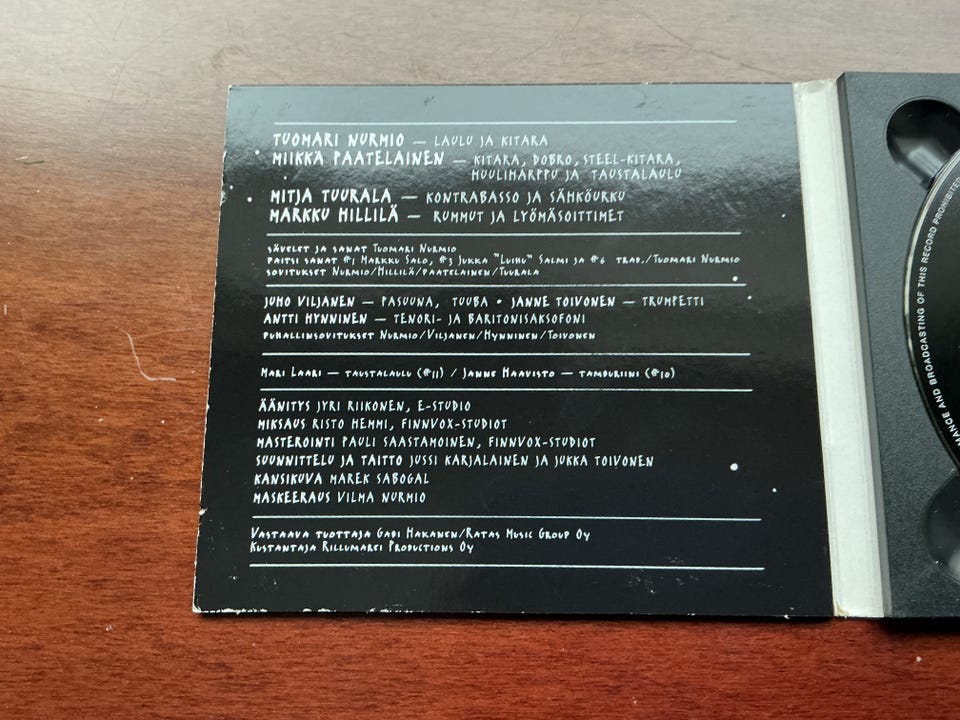 TUOMARI NURMIO — LAULU JA KITARA
MIIKKA PAATELAINEN — KITARA, DOBRO, STEEL-KITARA,
HUULIHARPPU JA TAUSTALAULU
MITJA TUURALA — KONTRABASSO JA SÄHKÖURKU
MARKKU HILLILÄ — RUMMUT JA LYÖMÄSOITTIMET
SÄVELET JA SANAT TUOMARI NURMIO
PAITSI SANAT #1 MARKKU SALO, #3 JUKKA "LUIHU" SALMI JA #6 TRAD./TUOMARI NURMIO
SOVITUKSET NURMIO/HILLILÄ/PAATELAINEN/TUURALA
JUHO VILJANEN — PASUUNA, TUUBA • JANNE TOIVONEN — TRUMPETTI
ANTTI HYNNINEN — TENORI- JA BARITONISAKSOFONI
PUHALLINSOVITUKSET NURMIO/VILJANEN/HYNNINEN/TOIVONEN
MARI LAARI — TAUSTALAULU (#11) / JANNE HAAVISTO — TAMBURIINI (#10)
ÄÄNITYS JYRI RIIKONEN, E-STUDIO
MIKSAUS RISTO HEMMI, FINNVOX-STUDIOT
MASTEROINTI PAULI SAASTAMOINEN, FINNVOX-STUDIOT
SUUNNITTELU JA TAITTO JUSSI KARJALAINEN JA JUKKA TOIVONEN
KANSIKUVA MAREK SABOGAL
MASKEERAUS VILMA NURMIO
VASTAAVA TUOTTAJA GABI HAKANEN/RATAS MUSIC GROUP OY
KUSTANTAJA RILLUMAREI PRODUCTIONS OY
AND BROADCASTING OF THIS RECORD PROHIBITED